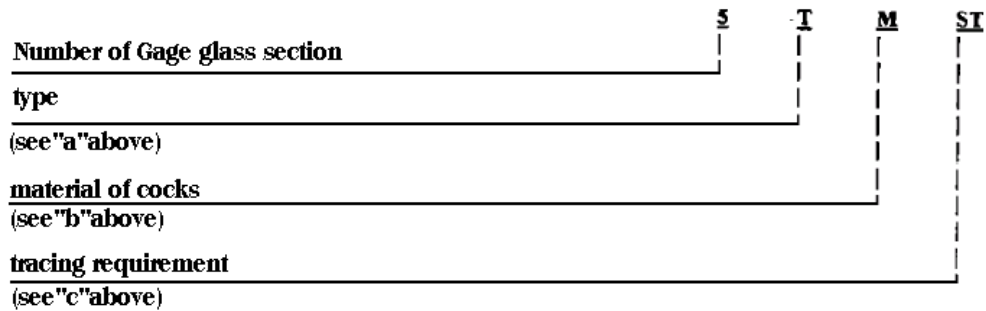 5 T M ST
Number of Gage glass section
type
(see"a"above)
material of cocks
(see"b"above)
tracing requirement
(see"c"above)